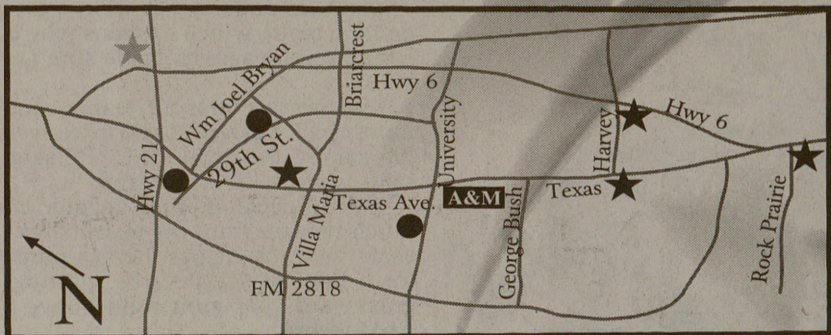 Wm Joel Bryan
Briarcrest
Hwy 6
Hwy 6
University
Harvey
29th St.
Hwy 21
Villa Maria
Texas Ave.
A&M
George Bush
Texas
Rock Prairie
FM 2818
N